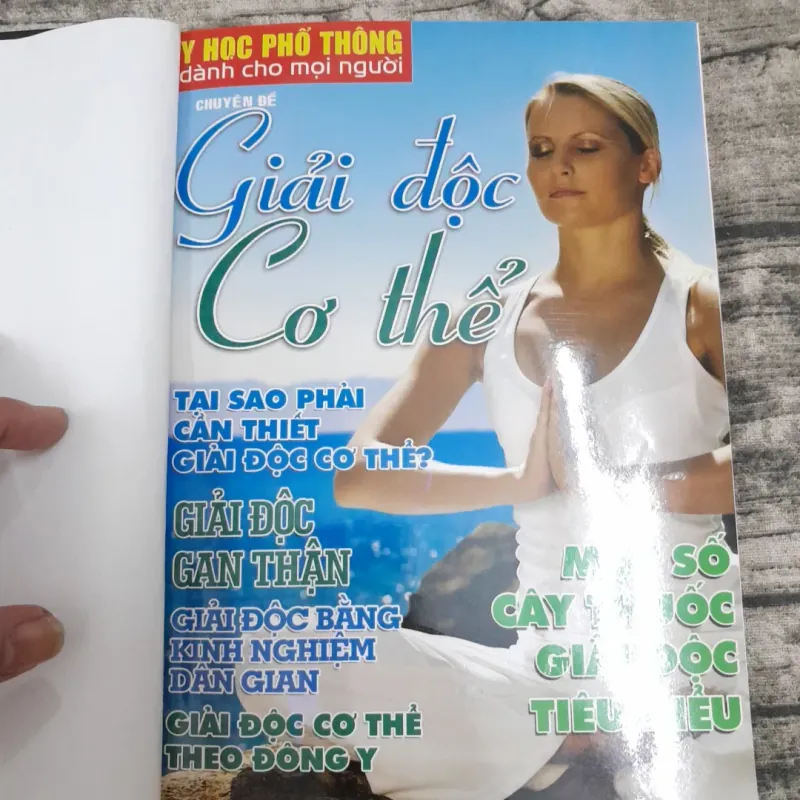 Y HỌC PHỔ THÔNG
dành cho mọi người
CHUYÊN ĐỀ
Giải độc
Cơ thể
TẠI SAO PHẢI
CẦN THIẾT
GIẢI ĐỘC CƠ THỂ?
GIẢI ĐỘC
GAN THẬN
GIẢI ĐỘC BẰNG
KINH NGHIỆM
DÂN GIAN
GIẢI ĐỘC CƠ THỂ
THEO ĐÔNG Y
SỐ
CÂY
ĐỘC
TIÊU